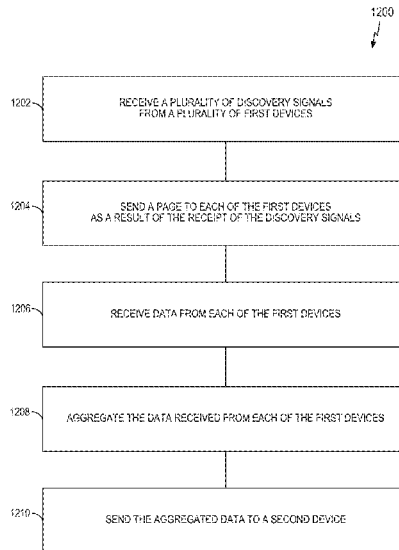 1200
1202
RECEIVE A PLURALITY OF DISCOVERY SIGNALS
FROM A PLURALITY OF FIRST DEVICES
1204
SEND A PAGE TO EACH OF THE FIRST DEVICES
AS A RESULT OF THE RECEIPT OF THE DISCOVERY SIGNALS
1206
RECEIVE DATA FROM EACH OF THE FIRST DEVICES
1208
AGGREGATE THE DATA RECEIVED FROM EACH OF THE FIRST DEVICES
1210
SEND THE AGGREGATED DATA TO A SECOND DEVICE